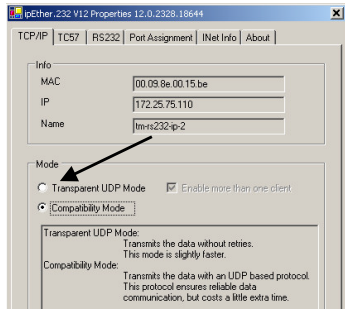 ipEther.232 V12 Properties 12.0.2328.18644
TCP/IP TC57 RS232 Port Assignment INet Info About
Info
MAC 00.09.8e.00.15.be
IP 172.25.75.110
Name tm-rs232-ip-2
Mode
Transparent UDP Mode Enable more than one client
Compatibility Mode
Transparent UDP Mode:
Transmits the data without retries.
This mode is slightly faster.
Compatibility Mode:
Transmits the data with an UDP based protocol.
This protocol ensures reliable data
communication, but costs a little extra time.